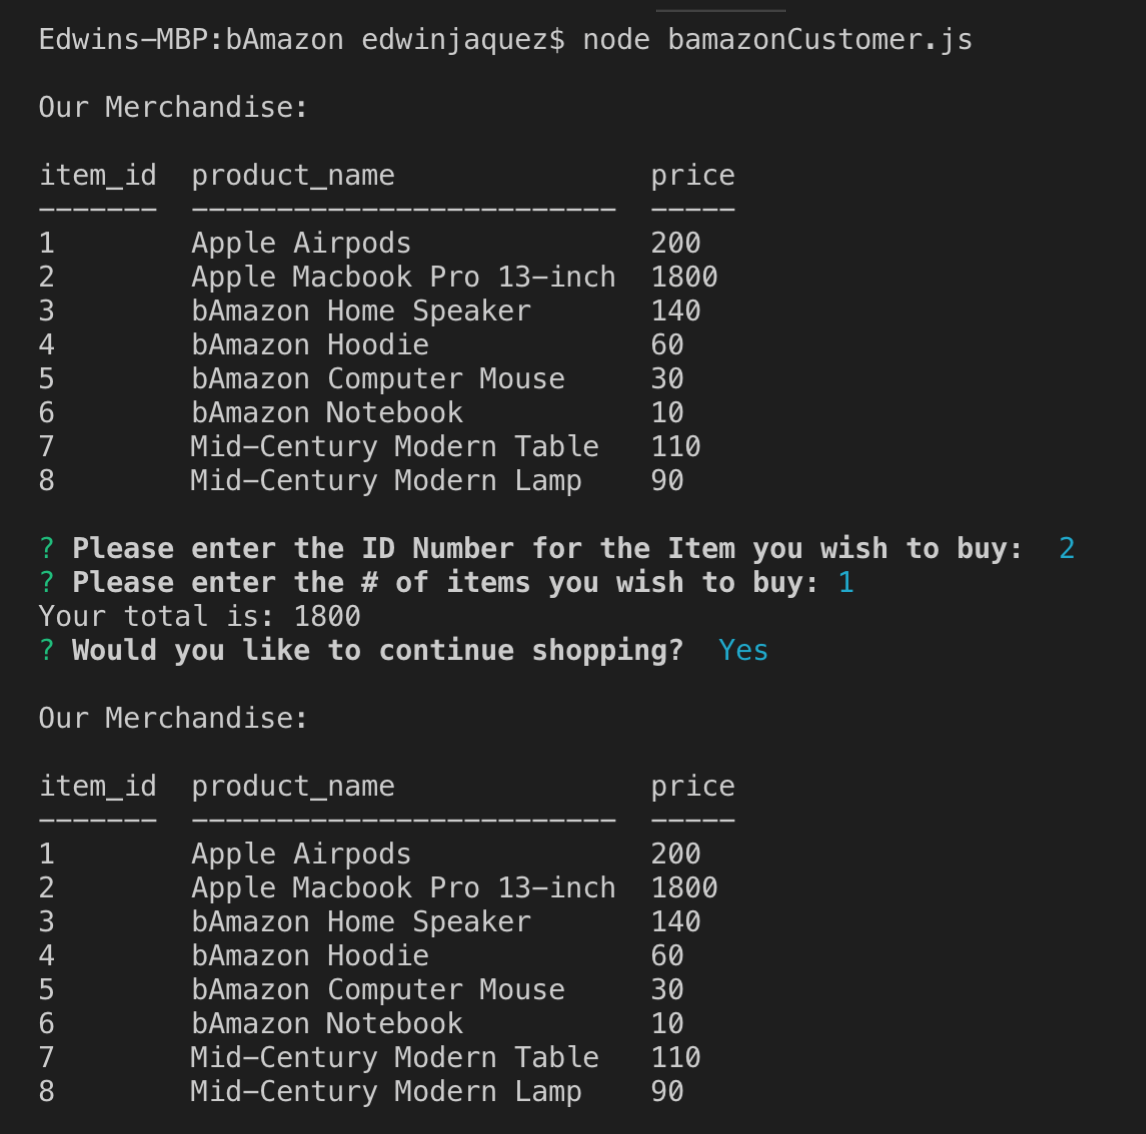 Edwins-MBP:bAmazon edwinjaquez$ node bamazonCustomer.js
Our Merchandise:
item_id  product_name               price
-------  -------------------------  -----
1        Apple Airpods              200
2        Apple Macbook Pro 13-inch  1800
3        bAmazon Home Speaker       140
4        bAmazon Hoodie             60
5        bAmazon Computer Mouse     30
6        bAmazon Notebook           10
7        Mid-Century Modern Table   110
8        Mid-Century Modern Lamp    90
? Please enter the ID Number for the Item you wish to buy:  2
? Please enter the # of items you wish to buy: 1
Your total is: 1800
? Would you like to continue shopping?  Yes
Our Merchandise:
item_id  product_name               price
-------  -------------------------  -----
1        Apple Airpods              200
2        Apple Macbook Pro 13-inch  1800
3        bAmazon Home Speaker       140
4        bAmazon Hoodie             60
5        bAmazon Computer Mouse     30
6        bAmazon Notebook           10
7        Mid-Century Modern Table   110
8        Mid-Century Modern Lamp    90